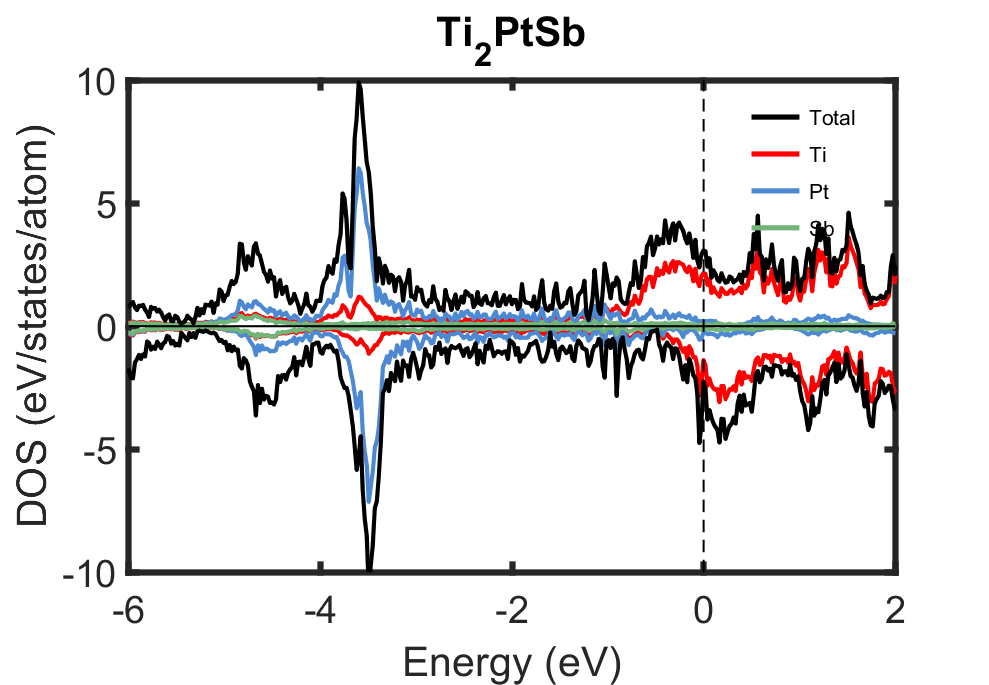 Ti2PtSb
DOS (eV/states/atom)
10
5
0
-5
-10
Total
Ti
Pt
Sb
-6 -4 -2 0 2
Energy (eV)